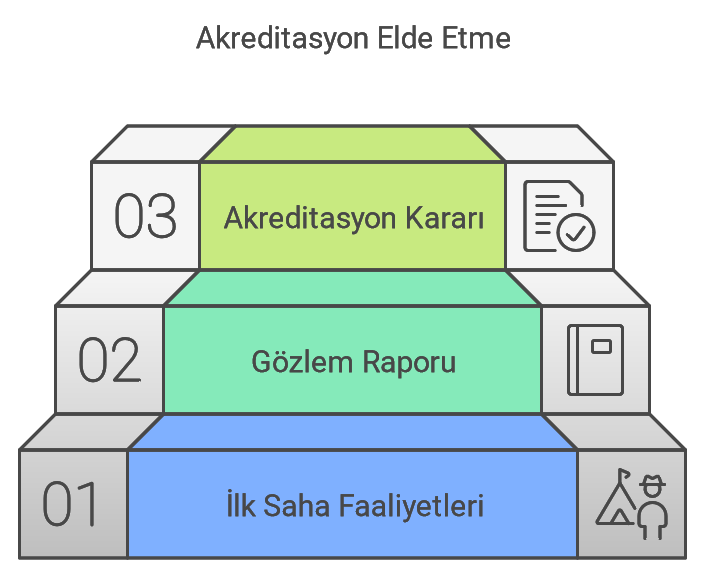 Akreditasyon Elde Etme
03
Akreditasyon Kararı
02
Gözlem Raporu
01
İlk Saha Faaliyetleri